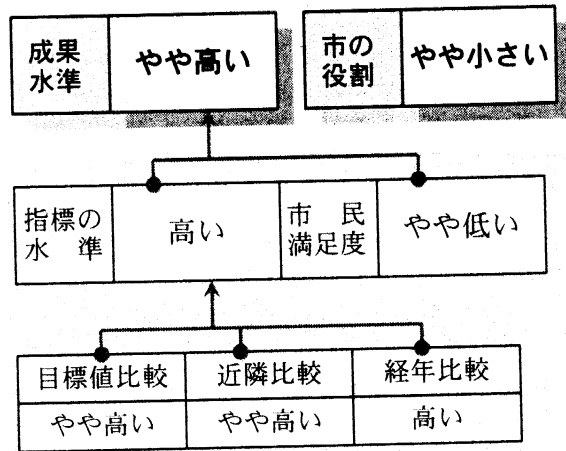 成果
水準
やや高い
市の
役割
やや小さい
指標の
水準
高い
市民
満足度
やや低い
目標値比較
近隣比較
経年比較
やや高い
やや高い
高い